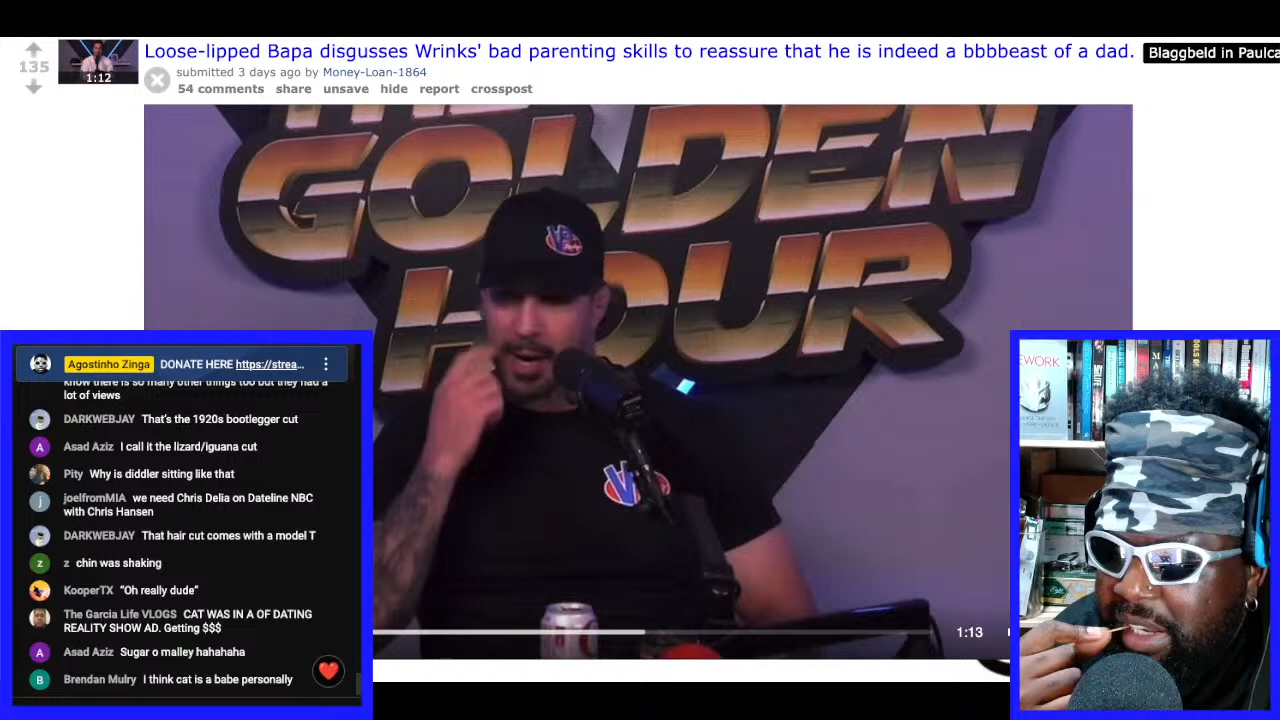 135
1:12
Loose-lipped Bapa disgusses Wrinks' bad parenting skills to reassure that he is indeed a bbbbeast of a dad.
Blaggbeld in Paulca
submitted 3 days ago by Money-Loan-1864
54 comments share unsave hide report crosspost
THE
GOLDEN
HOUR
1:13
Agostinho Zinga DONATE HERE https://strea...
know there is so many other things too but they had a
lot of views
DARKWEBJAY That's the 1920s bootlegger cut
A Asad Aziz I call it the lizard/iguana cut
Pity Why is diddler sitting like that
j joelfromMIA we need Chris Delia on Dateline NBC
with Chris Hansen
DARKWEBJAY That hair cut comes with a model T
z z chin was shaking
KooperTX “Oh really dude”
The Garcia Life VLOGS CAT WAS IN A OF DATING
REALITY SHOW AD. Getting $$$
A Asad Aziz Sugar o malley hahahaha
B Brendan Mulry I think cat is a babe personally